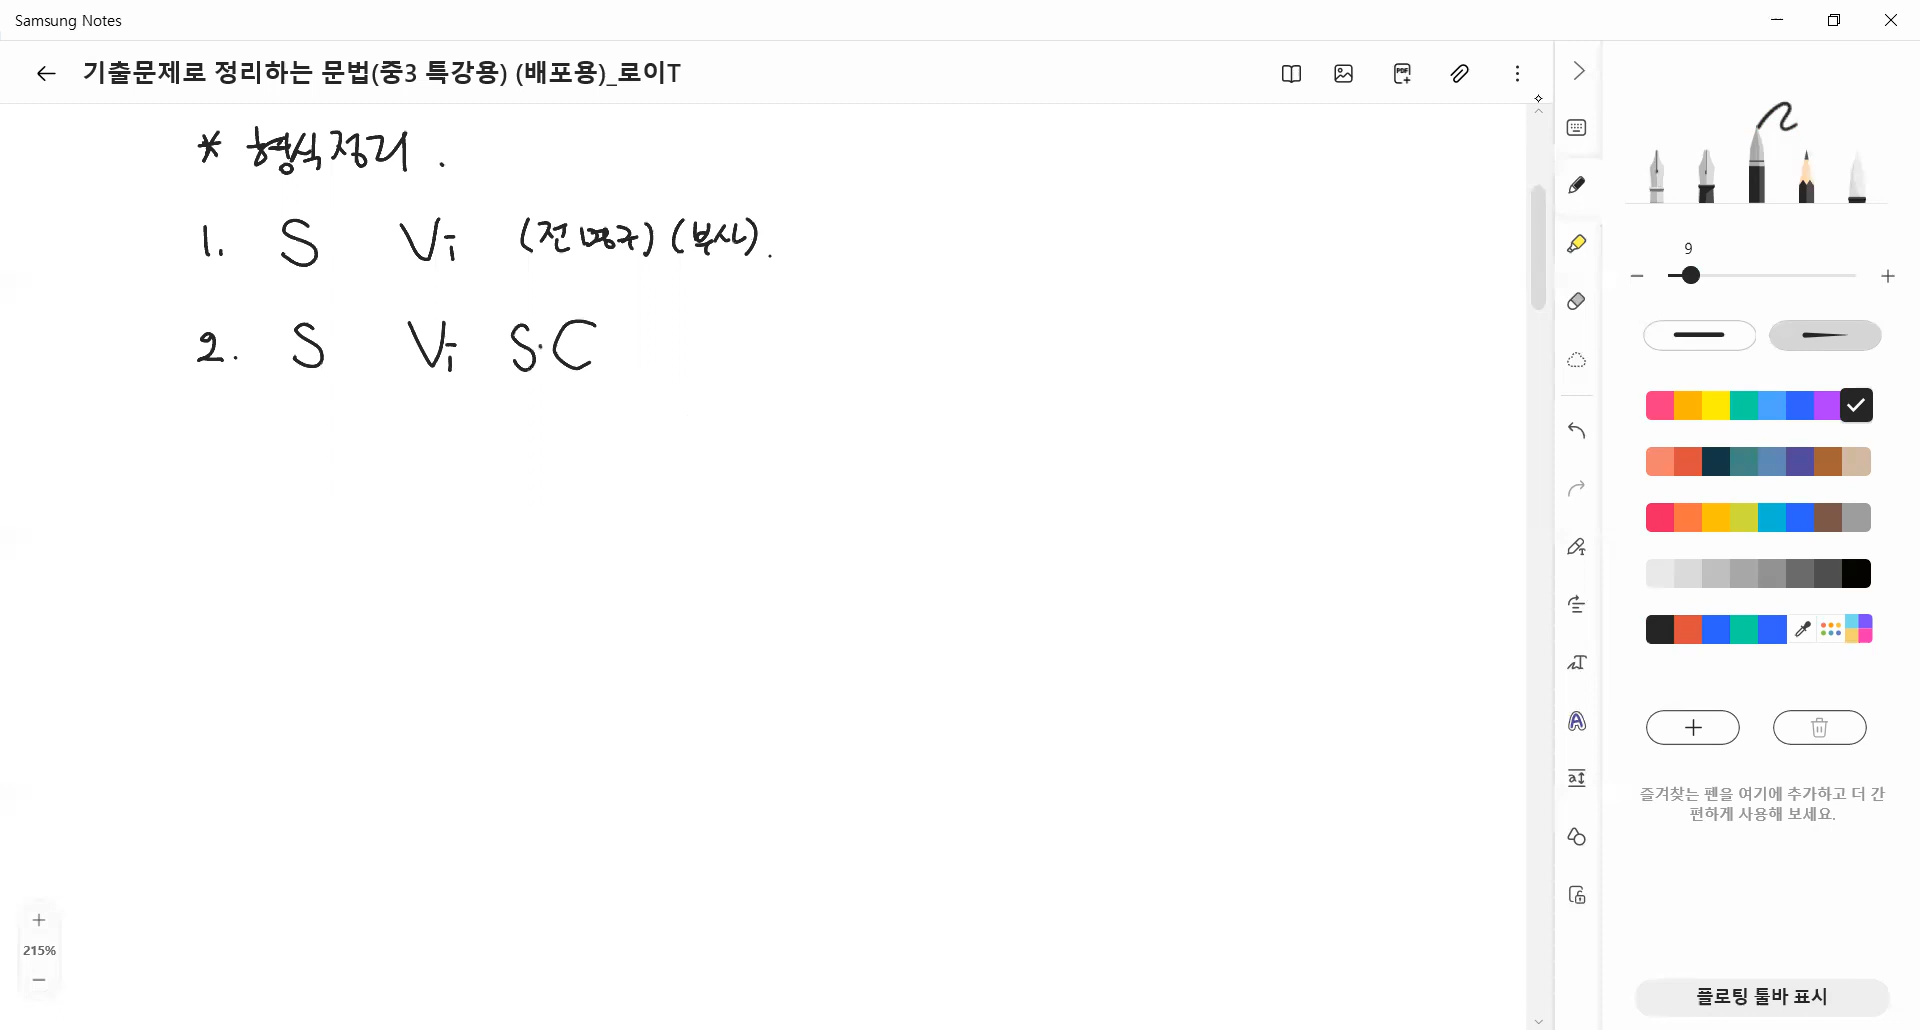 Samsung Notes
기출문제로 정리하는 문법(중3 특강용) (배포용)_로이T
* 형식정리.
1. S Vi (전명구) (부사).
2. S Vi S.C
9
215%
즐겨찾는 펜을 여기에 추가하고 더 간
편하게 사용해 보세요.
플로팅 툴바 표시